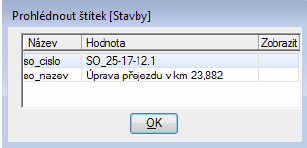 Prohlédnout štítek [Stavby]
Název Hodnota Zobrazit
so_cislo SO_25-17-12.1
so_nazev Úprava přejezdu v km 23,882
OK